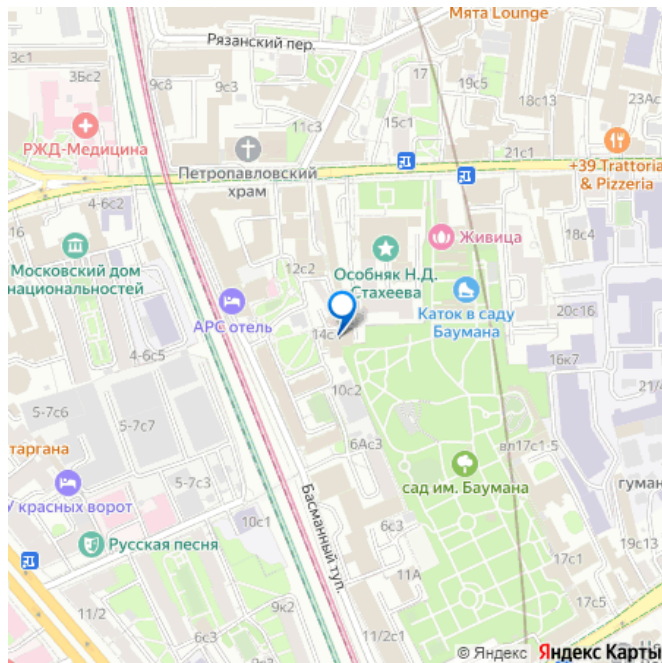 Мята Lounge
Рязанский пер.
3с1
3Бс2
9с8
9с3
17
19с5
18с13
23Ас
11с3
15с1
РЖД-Медицина
Петропавловский
храм
21с1
+39 Trattoria
& Pizzeria
4-6с2
16
Живица
18с4
Московский дом
национальностей
12с2
Особняк Н.Д.
Стахеева
АРС отель
14с
Каток в саду
Баумана
20с16
4-6с5
16к7
10с2
21/4
5-7с6
5-7с7
6Ас3
вл17с1-5
таргана
5-7с3
сад им. Баумана
гуман
У красных ворот
Басманный туп.
10с1
6с3
Русская песня
19с13
17с1
11А
11/2
9к2
17с5
11/2с1
© Яндекс Яндекс Карты